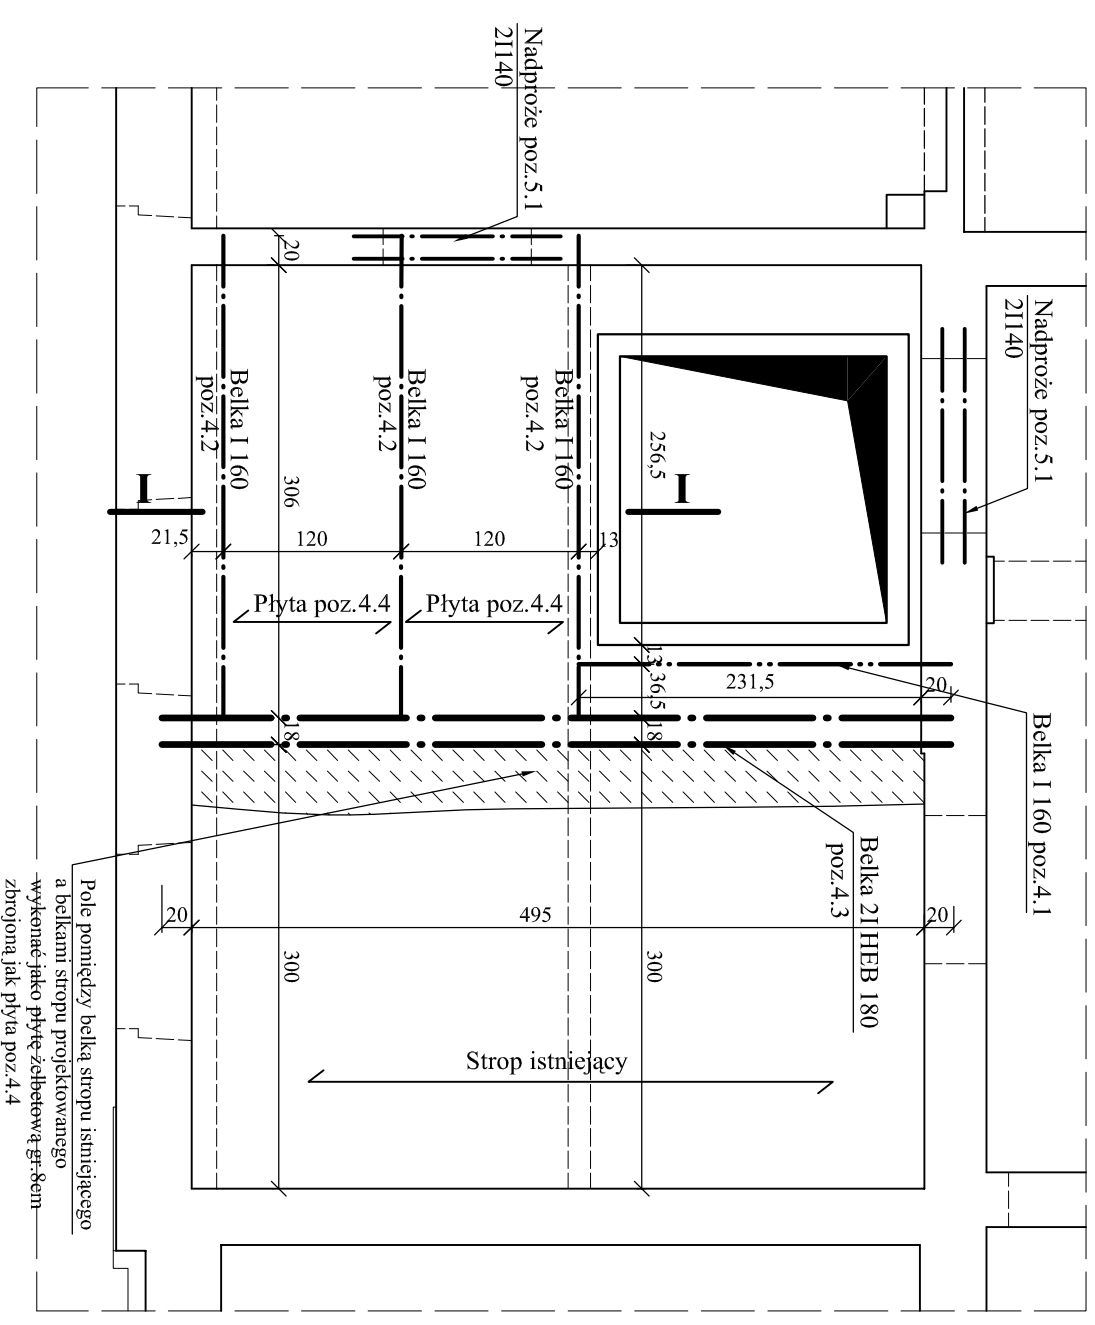 Nadproże poz.5.1
2I140
Nadproże poz.5.1
2I140
20
Belka I 160
poz.4.2
Belka I 160
poz.4.2
Belka I 160
poz.4.2
256,5
306
I
I
21,5
120
120
13
Płyta poz.4.4
Płyta poz.4.4
13
36,5
231,5
20
18
18
Belka I 160 poz.4.1
Belka 2I HEB 180
poz.4.3
20
495
20
300
300
Pole pomiędzy belką stropu istniejącego
a belkami stropu projektowanego
wykonać jako płytę żelbetową gr.8cm
zbrojoną jak płyta poz.4.4
Strop istniejący